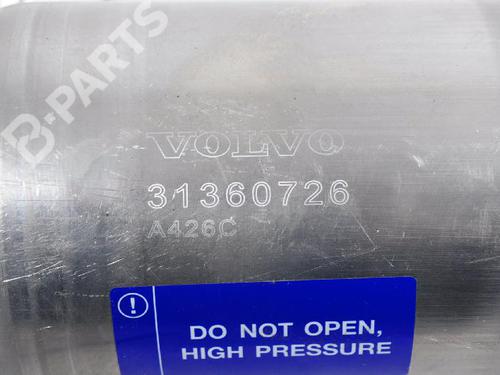 B-PARTS
VOLVO
31360726
A426C
!
DO NOT OPEN,
HIGH PRESSURE